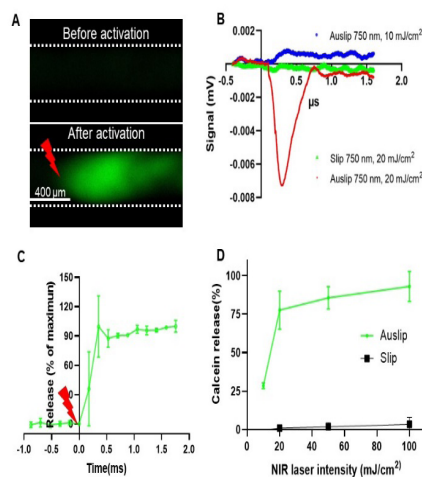 A
Before activation
After activation
400 µm
B
Signal (mV)
0.002
0.000
-0.002
-0.004
-0.006
-0.008
-0.5
0.5
1.0
1.5
2.0
µs
Auslip 750 nm, 10 mJ/cm²
Slip 750 nm, 20 mJ/cm²
Auslip 750 nm, 20 mJ/cm²
C
Release (% of maximun)
150
120
90
60
30
0
-1.0
-0.5
0.0
0.5
1.0
1.5
2.0
Time(ms)
D
Calcein release(%)
100
75
50
25
0
0
20
40
60
80
100
Auslip
Slip
NIR laser intensity (mJ/cm²)